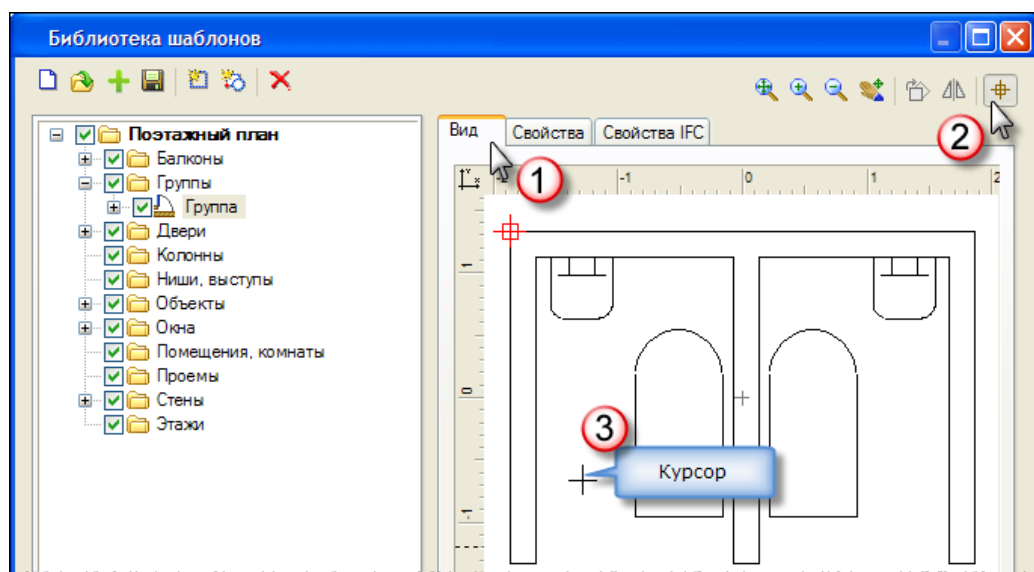 Библиотека шаблонов
Поэтажный план
Балконы
Группы
Группа
Двери
Колонны
Ниши, выступы
Объекты
Окна
Помещения, комнаты
Проемы
Стены
Этажи
Вид
Свойства
Свойства IFC
1
2
Y
x
-2 -1 0 1 2
1
0
-1
3
Курсор